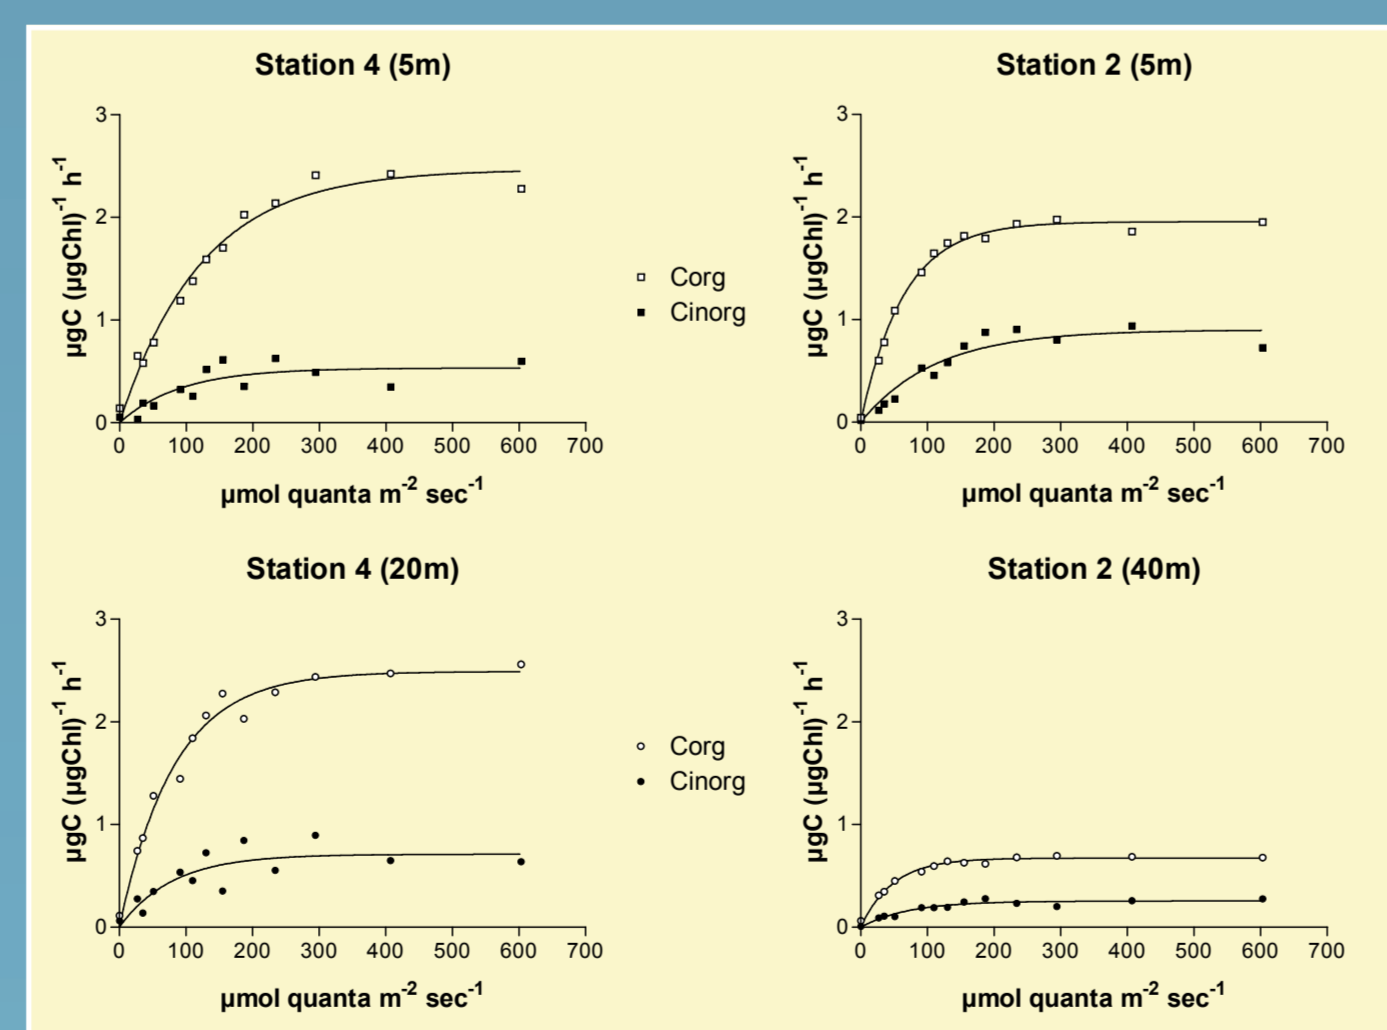 Station 4 (5m)
3
2
1
0
0 100 200 300 400 500 600 700
µgC (µgChl)⁻¹ h⁻¹
µmol quanta m⁻² sec⁻¹
Corg
Cinorg
Station 2 (5m)
3
2
1
0
0 100 200 300 400 500 600 700
µgC (µgChl)⁻¹ h⁻¹
µmol quanta m⁻² sec⁻¹
Station 4 (20m)
3
2
1
0
0 100 200 300 400 500 600 700
µgC (µgChl)⁻¹ h⁻¹
µmol quanta m⁻² sec⁻¹
Corg
Cinorg
Station 2 (40m)
3
2
1
0
0 100 200 300 400 500 600 700
µgC (µgChl)⁻¹ h⁻¹
µmol quanta m⁻² sec⁻¹